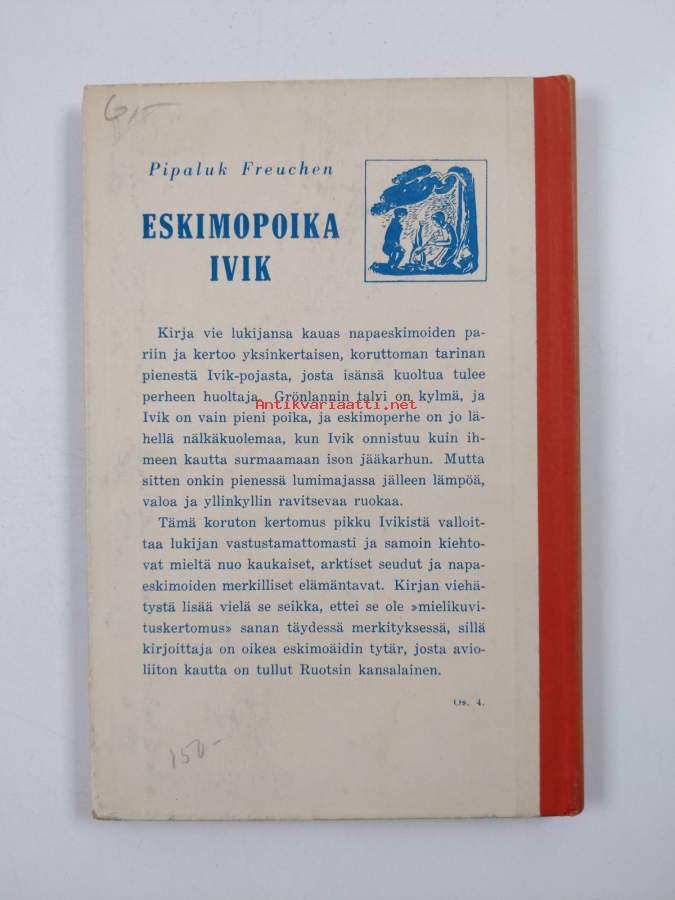 6,-
Pipaluk Freuchen
ESKIMOPOIKA
IVIK
Kirja vie lukijansa kauas napaeskimoiden pa-
riin ja kertoo yksinkertaisen, koruttoman tarinan
pienestä Ivik-pojasta, josta isänsä kuoltua tulee
perheen huoltaja. Grönlannin talvi on kylmä, ja
Antikvariaatti.net
Ivik on vain pieni poika, ja eskimoperhe on jo lä-
hellä nälkäkuolemaa, kun Ivik onnistuu kuin ih-
meen kautta surmaamaan ison jääkarhun. Mutta
sitten onkin pienessä lumimajassa jälleen lämpöä,
valoa ja yllinkyllin ravitsevaa ruokaa.
Tämä koruton kertomus pikku Ivikistä valloit-
taa lukijan vastustamattomasti ja samoin kiehto-
vat mieltä nuo kaukaiset, arktiset seudut ja napa-
eskimoiden merkilliset elämäntavat. Kirjan viehä-
tystä lisää vielä se seikka, ettei se ole »mielikuvi-
tuskertomus» sanan täydessä merkityksessä, sillä
kirjoittaja on oikea eskimoäidin tytär, josta avio-
liiton kautta on tullut Ruotsin kansalainen.
Os. 4.
150-